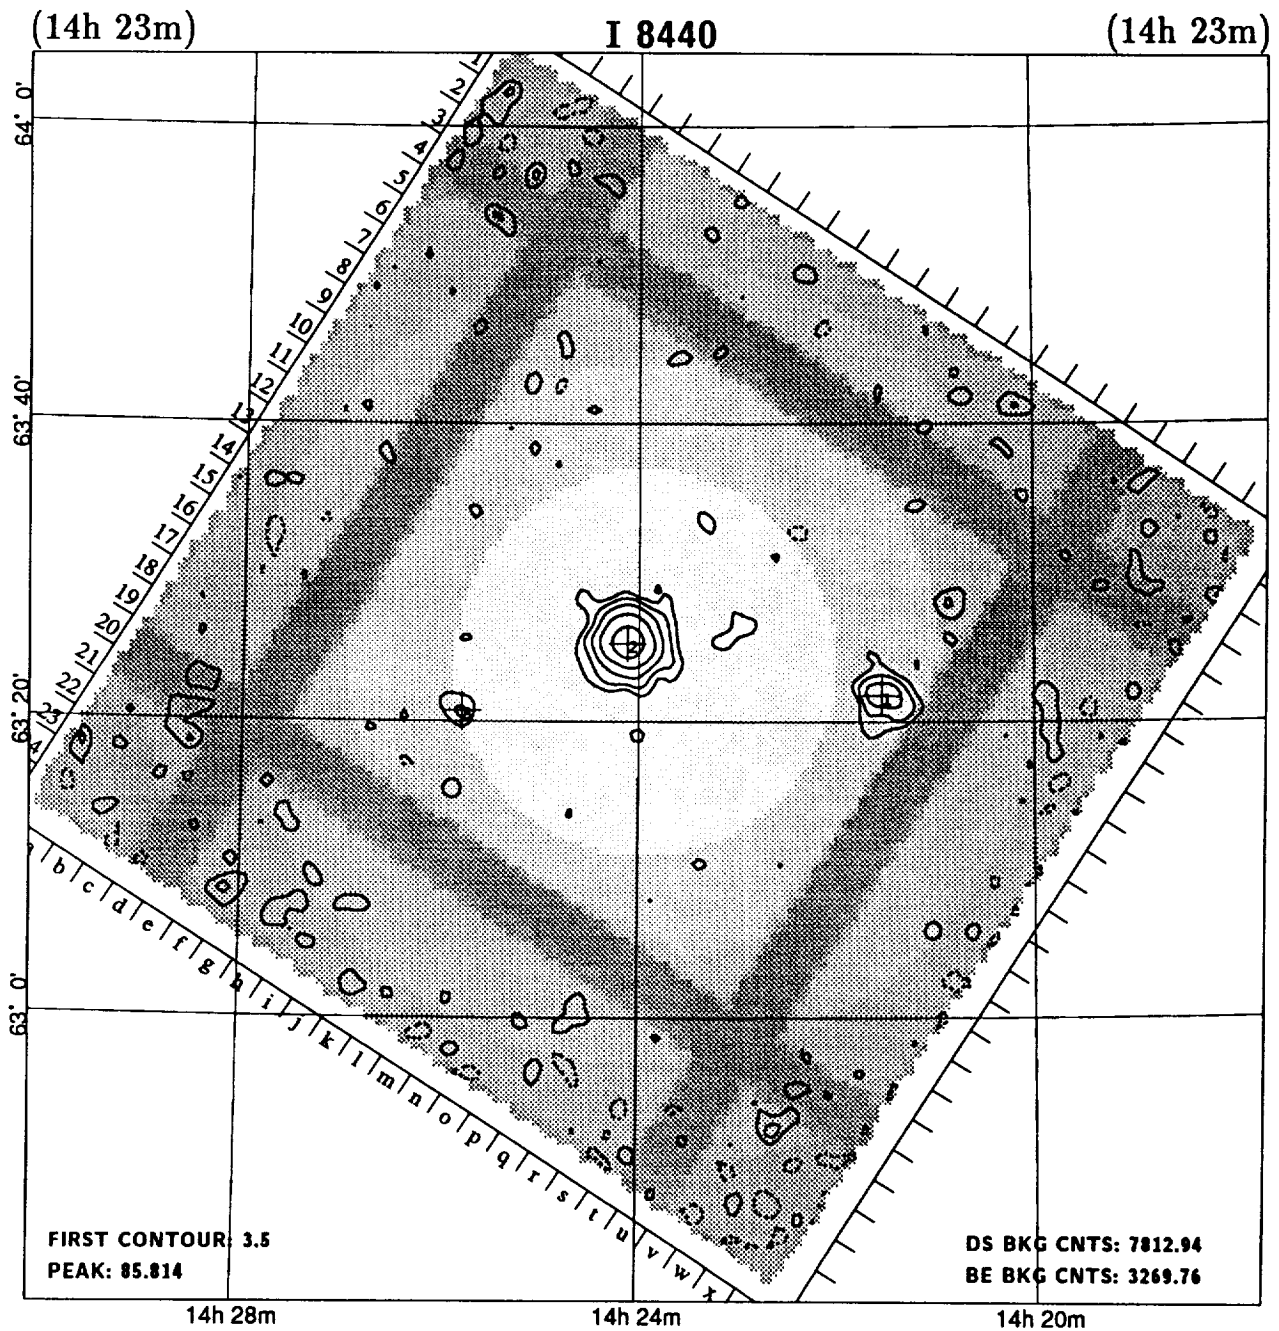 (14h 23m)
I 8440
(14h 23m)
64° 0'
63° 40'
63° 20'
63° 0'
1
2
3
4
5
6
7
8
9
10
11
12
13
14
15
16
17
18
19
20
21
22
23
b
c
d
e
f
g
h
i
j
k
l
m
n
o
p
q
r
s
t
u
v
w
x
2
FIRST CONTOUR: 3.5
PEAK: 85.814
DS BKG CNTS: 7812.94
BE BKG CNTS: 3269.76
14h 28m
14h 24m
14h 20m